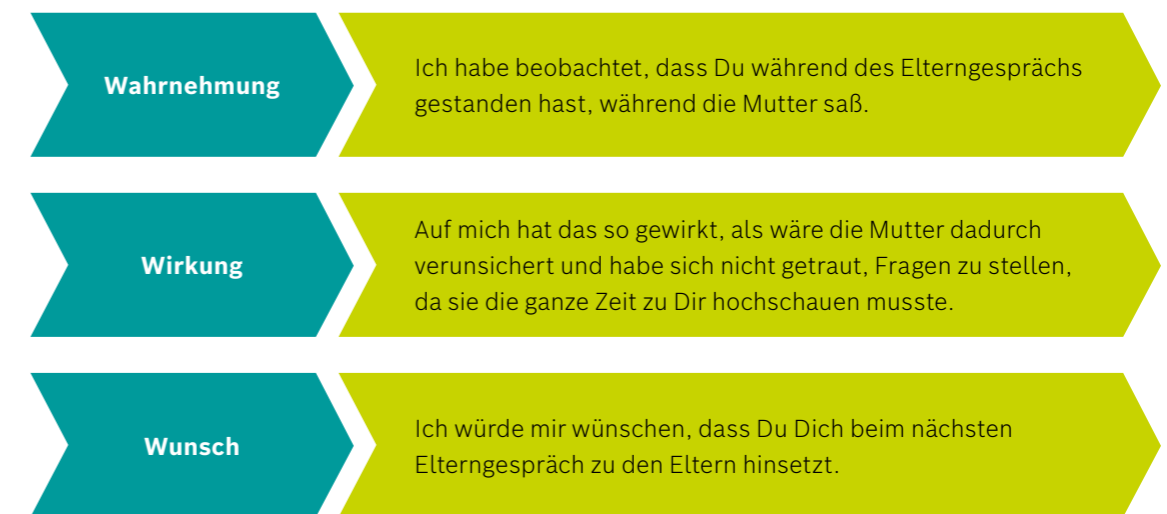 Wahrnehmung
Ich habe beobachtet, dass Du während des Elterngesprächs
gestanden hast, während die Mutter saß.
Wirkung
Auf mich hat das so gewirkt, als wäre die Mutter dadurch
verunsichert und habe sich nicht getraut, Fragen zu stellen,
da sie die ganze Zeit zu Dir hochschauen musste.
Wunsch
Ich würde mir wünschen, dass Du Dich beim nächsten
Elterngespräch zu den Eltern hinsetzt.